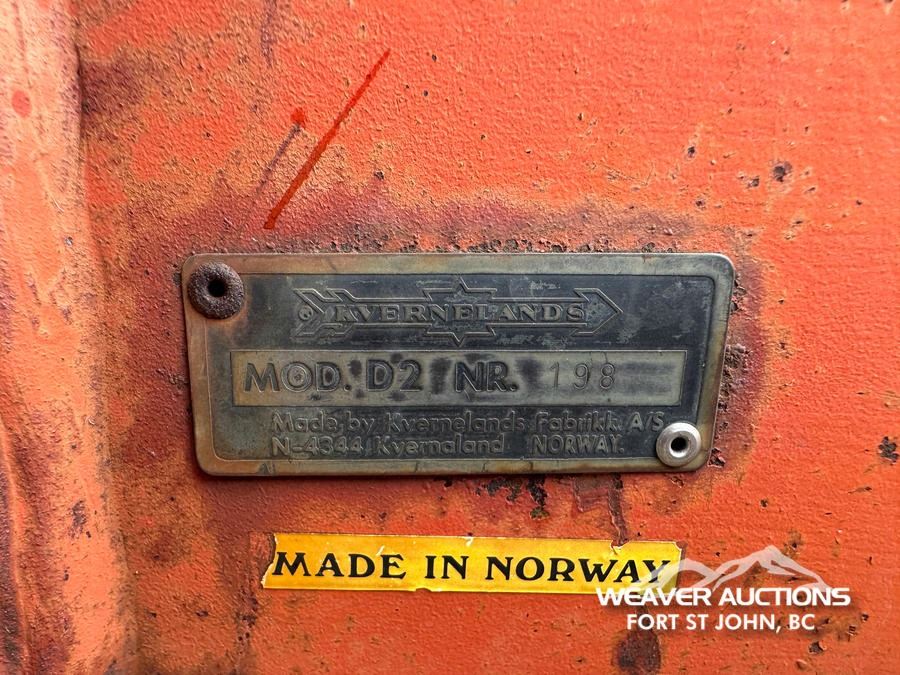 KVERNELANDS
MOD. D2 NR. 198
Made by Kvernelands Fabrikk. A/S
N-4344 Kvernaland NORWAY.
MADE IN NORWAY
WEAVER AUCTIONS
FORT ST JOHN, BC